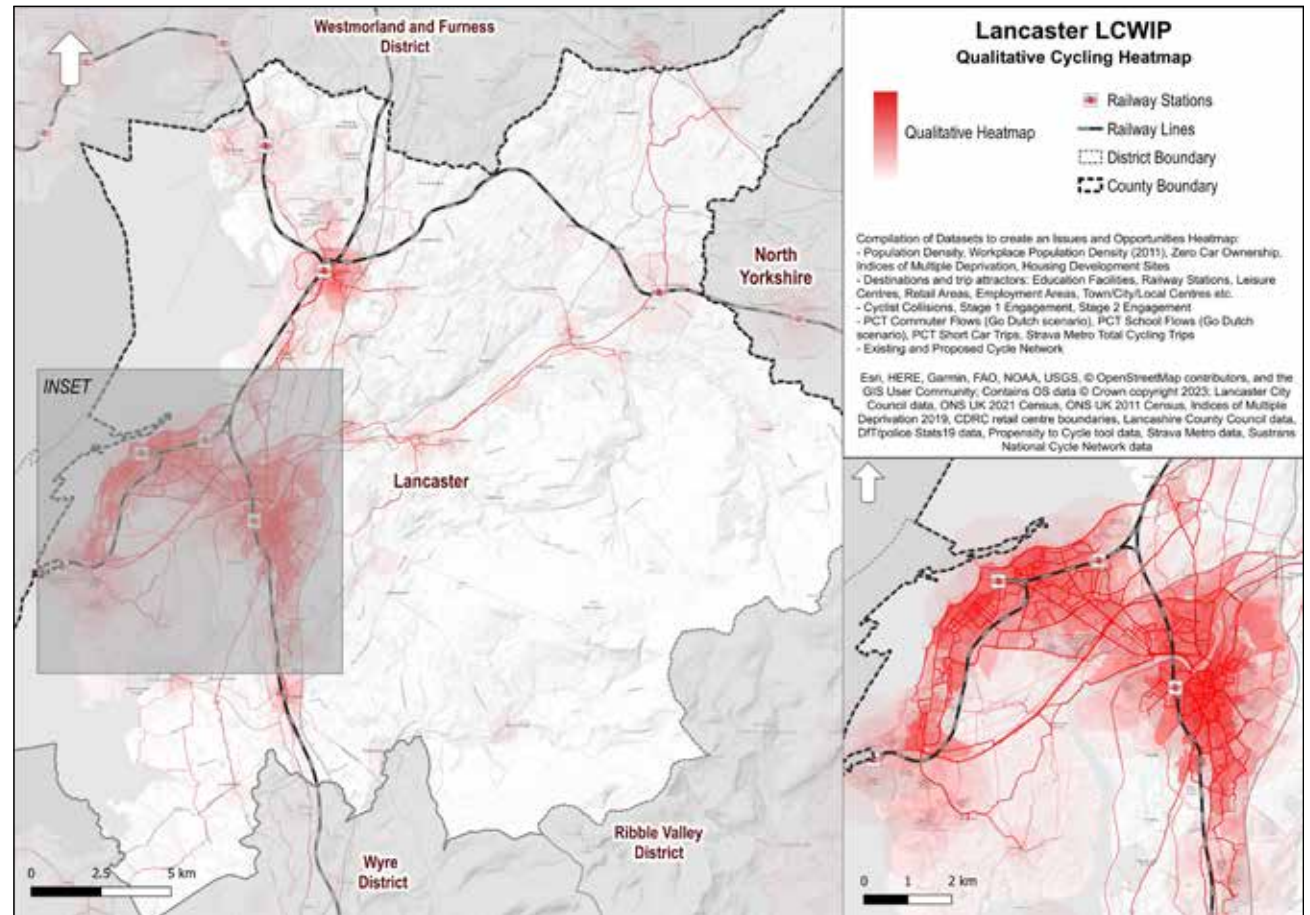 Westmorland and Furness
District
North
Yorkshire
INSET
Lancaster
Ribble Valley
District
Wyre
District
0 2.5 5 km
Lancaster LCWIP
Qualitative Cycling Heatmap
Qualitative Heatmap
Railway Stations
Railway Lines
District Boundary
County Boundary
Compilation of Datasets to create an Issues and Opportunities Heatmap:
- Population Density, Workplace Population Density (2011), Zero Car Ownership,
Indices of Multiple Deprivation, Housing Development Sites
- Destinations and trip attractors: Education Facilities, Railway Stations, Leisure
Centres, Retail Areas, Employment Areas, Town/City/Local Centres etc.
- Cyclist Collisions, Stage 1 Engagement, Stage 2 Engagement
- PCT Commuter Flows (Go Dutch scenario), PCT School Flows (Go Dutch
scenario), PCT Short Car Trips, Strava Metro Total Cycling Trips
- Existing and Proposed Cycle Network
Esri, HERE, Garmin, FAO, NOAA, USGS, © OpenStreetMap contributors, and the
GIS User Community; Contains OS data © Crown copyright 2023; Lancaster City
Council data, ONS UK 2021 Census, ONS UK 2011 Census, Indices of Multiple
Deprivation 2019, CDRC retail centre boundaries, Lancashire County Council data,
DfT/police Stats19 data, Propensity to Cycle tool data, Strava Metro data, Sustrans
National Cycle Network data
0 1 2 km